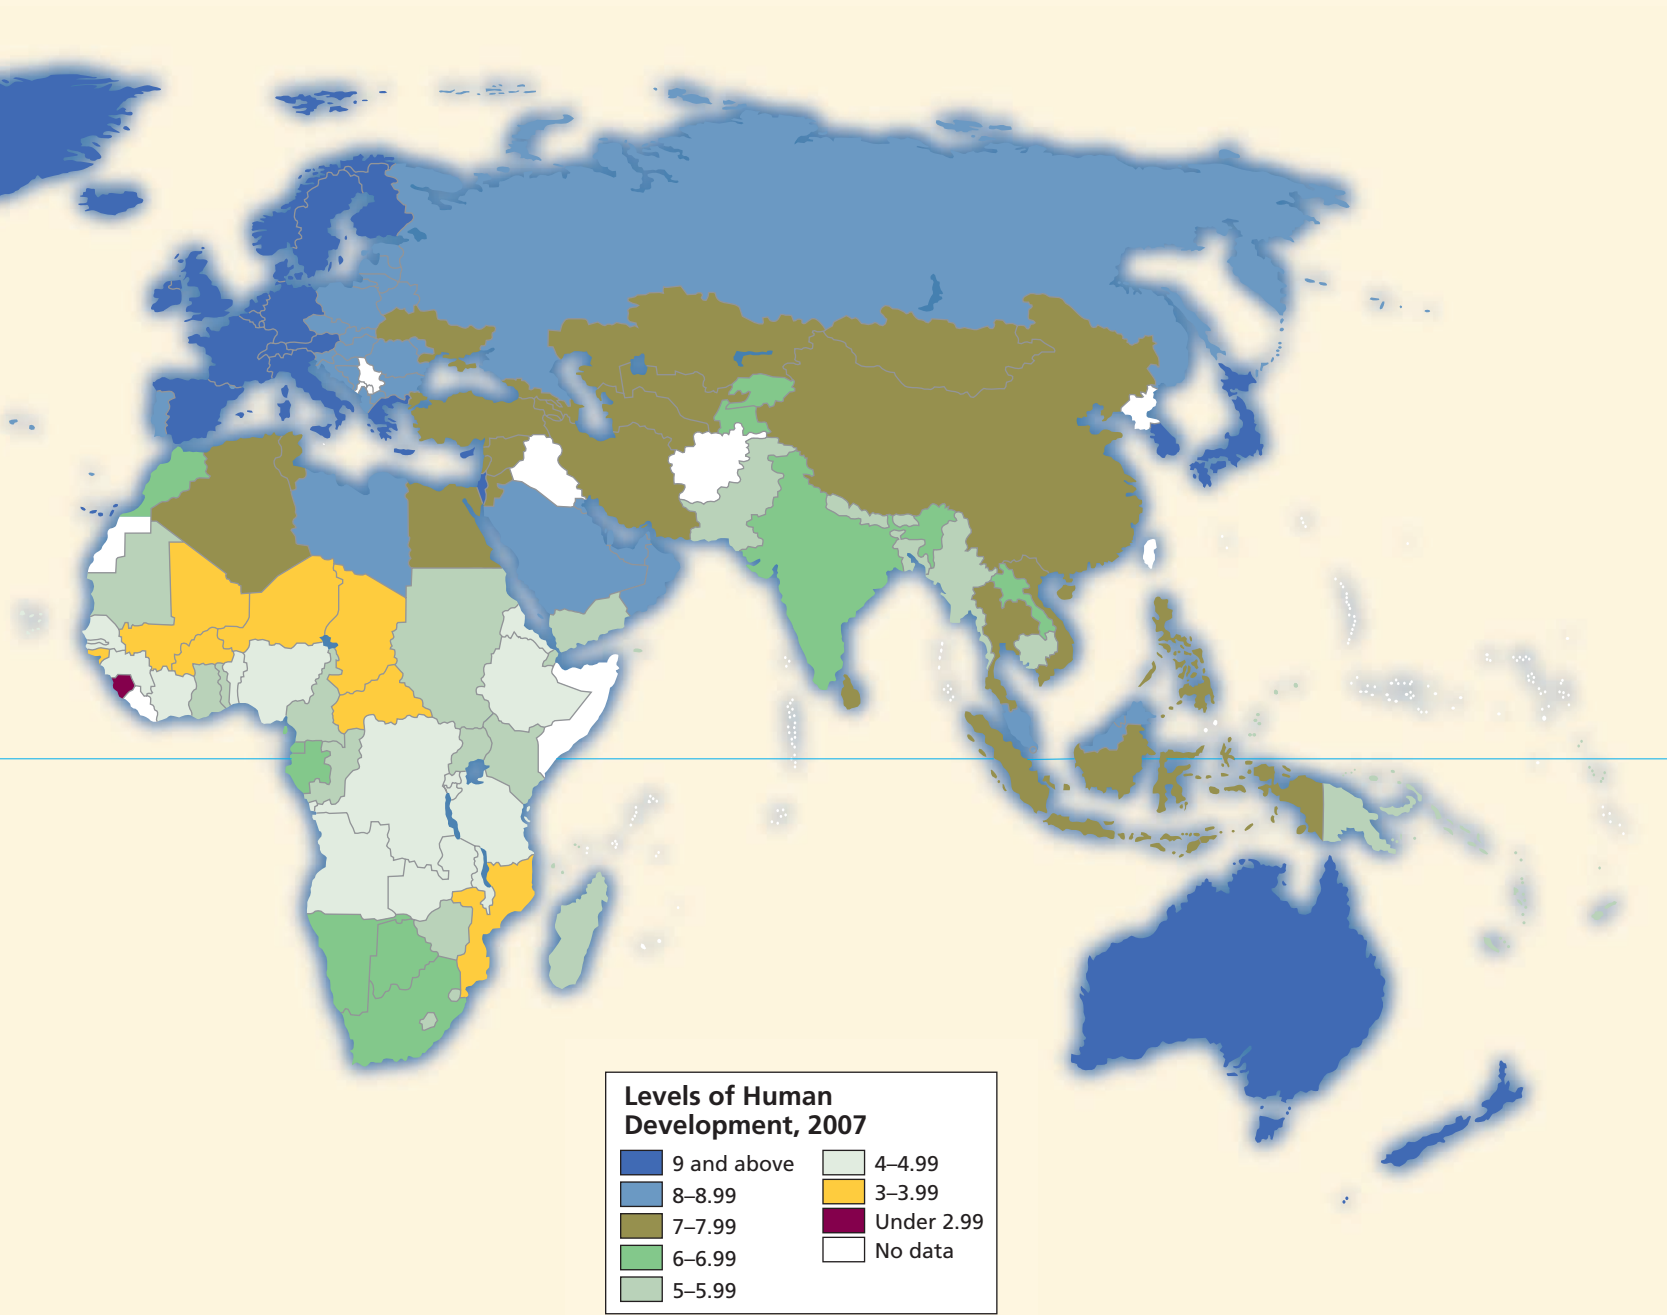 Levels of Human
Development, 2007
9 and above
8–8.99
7–7.99
6–6.99
5–5.99
4–4.99
3–3.99
Under 2.99
No data